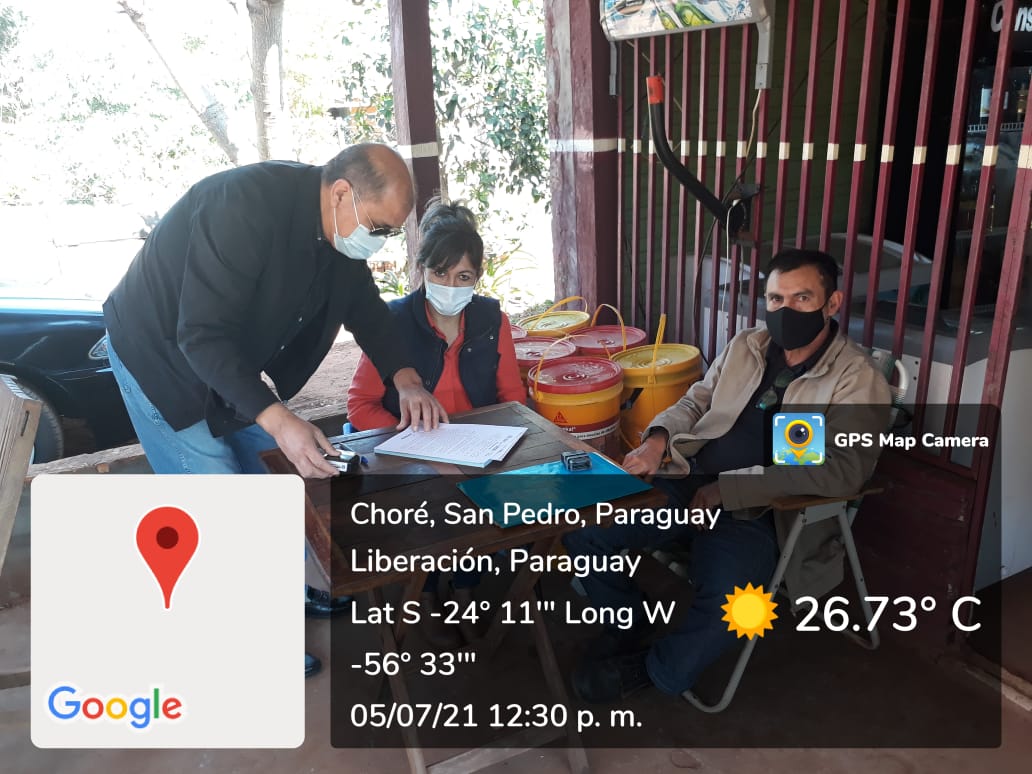 GPS Map Camera
Choré, San Pedro, Paraguay
Liberación, Paraguay
Lat S -24° 11''' Long W
-56° 33'''
26.73° C
05/07/21 12:30 p. m.
Google